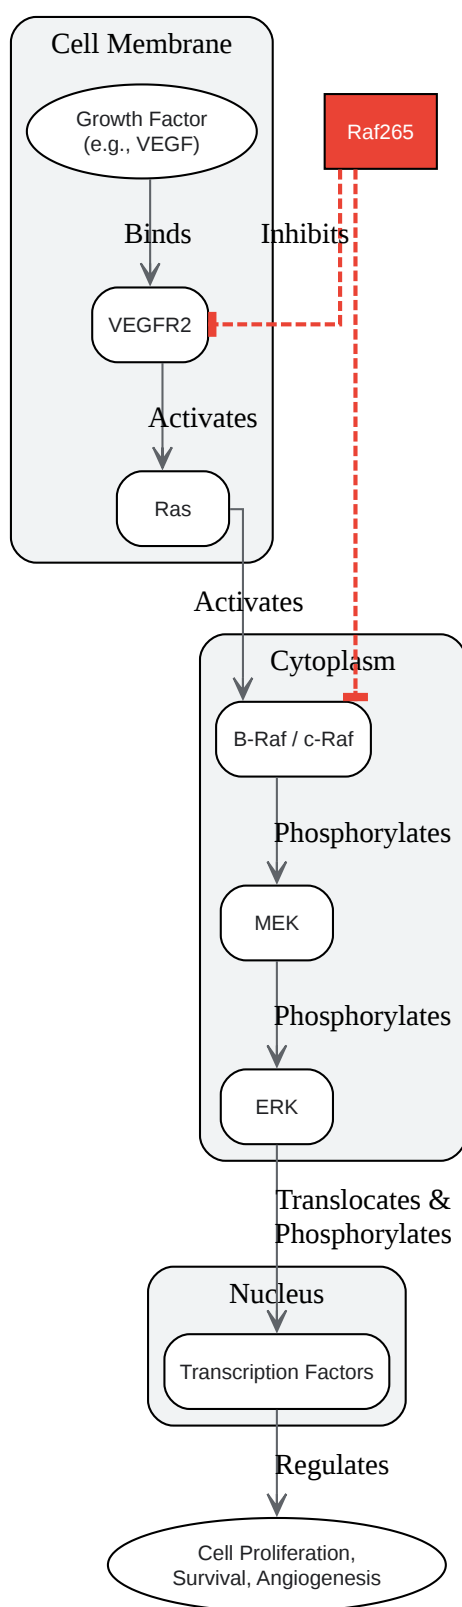 Cell Membrane
Growth Factor
(e.g., VEGF)
Raf265
Binds
Inhibits
VEGFR2
Activates
Ras
Activates
Cytoplasm
B-Raf / c-Raf
Phosphorylates
MEK
Phosphorylates
ERK
Translocates &
Phosphorylates
Nucleus
Transcription Factors
Regulates
Cell Proliferation,
Survival, Angiogenesis